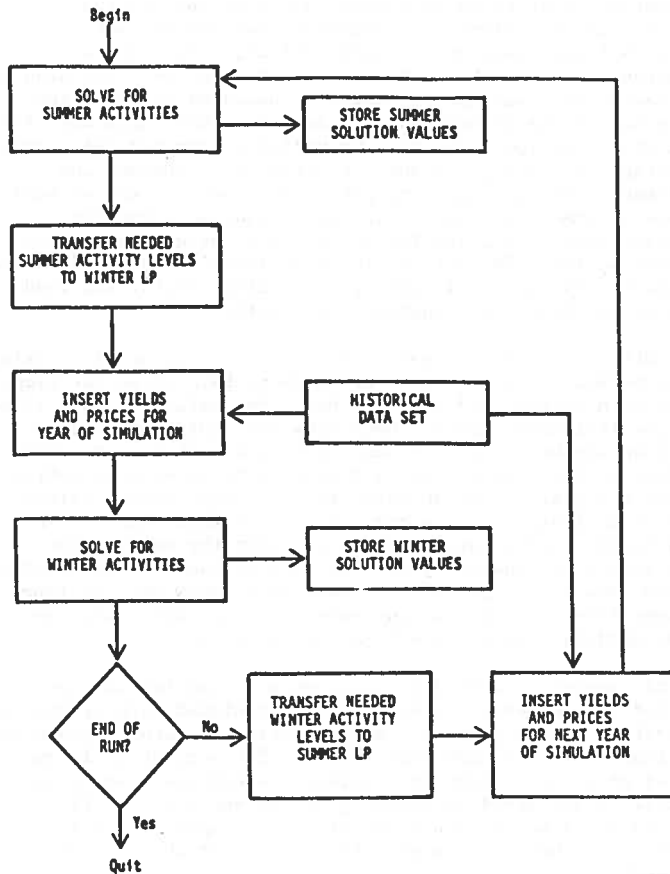 Begin
SOLVE FOR
SUMMER ACTIVITIES
STORE SUMMER
SOLUTION VALUES
TRANSFER NEEDED
SUMMER ACTIVITY LEVELS
TO WINTER LP
INSERT YIELDS
AND PRICES FOR
YEAR OF SIMULATION
HISTORICAL
DATA SET
SOLVE FOR
WINTER ACTIVITIES
STORE WINTER
SOLUTION VALUES
END OF
RUN?
No
TRANSFER NEEDED
WINTER ACTIVITY
LEVELS TO
SUMMER LP
INSERT YIELDS
AND PRICES
FOR NEXT YEAR
OF SIMULATION
Yes
Quit